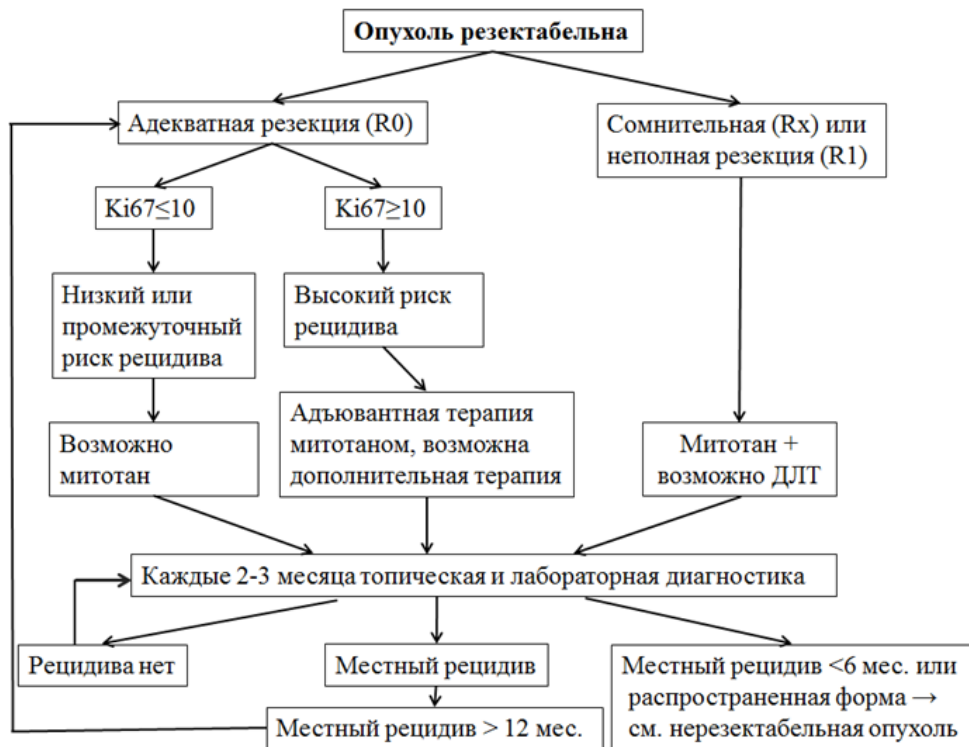 Опухоль резектабельна
Адекватная резекция (R0)
Сомнительная (Rx) или
неполная резекция (R1)
Ki67≤10
Ki67≥10
Низкий или
промежуточный
риск рецидива
Высокий риск
рецидива
Возможно
митотан
Адъювантная терапия
митотаном, возможна
дополнительная терапия
Митотан +
возможно ДЛТ
Каждые 2-3 месяца топическая и лабораторная диагностика
Рецидива нет
Местный рецидив
Местный рецидив <6 мес. или
распространенная форма →
см. нерезектабельная опухоль
Местный рецидив > 12 мес.